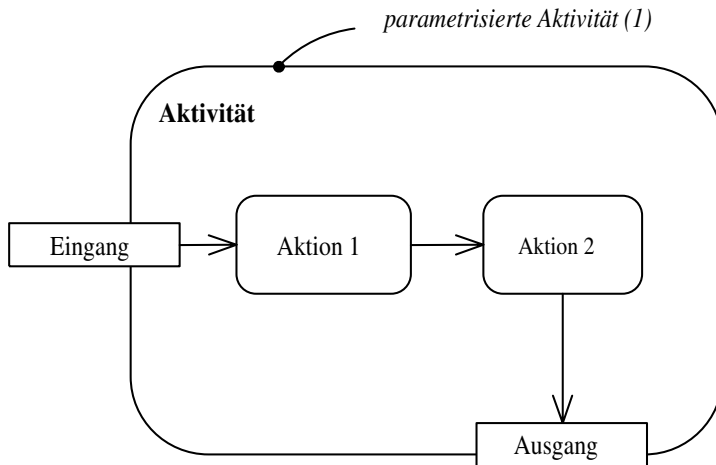 parametrisierte Aktivität (1)
Aktivität
Eingang
Aktion 1
Aktion 2
Ausgang